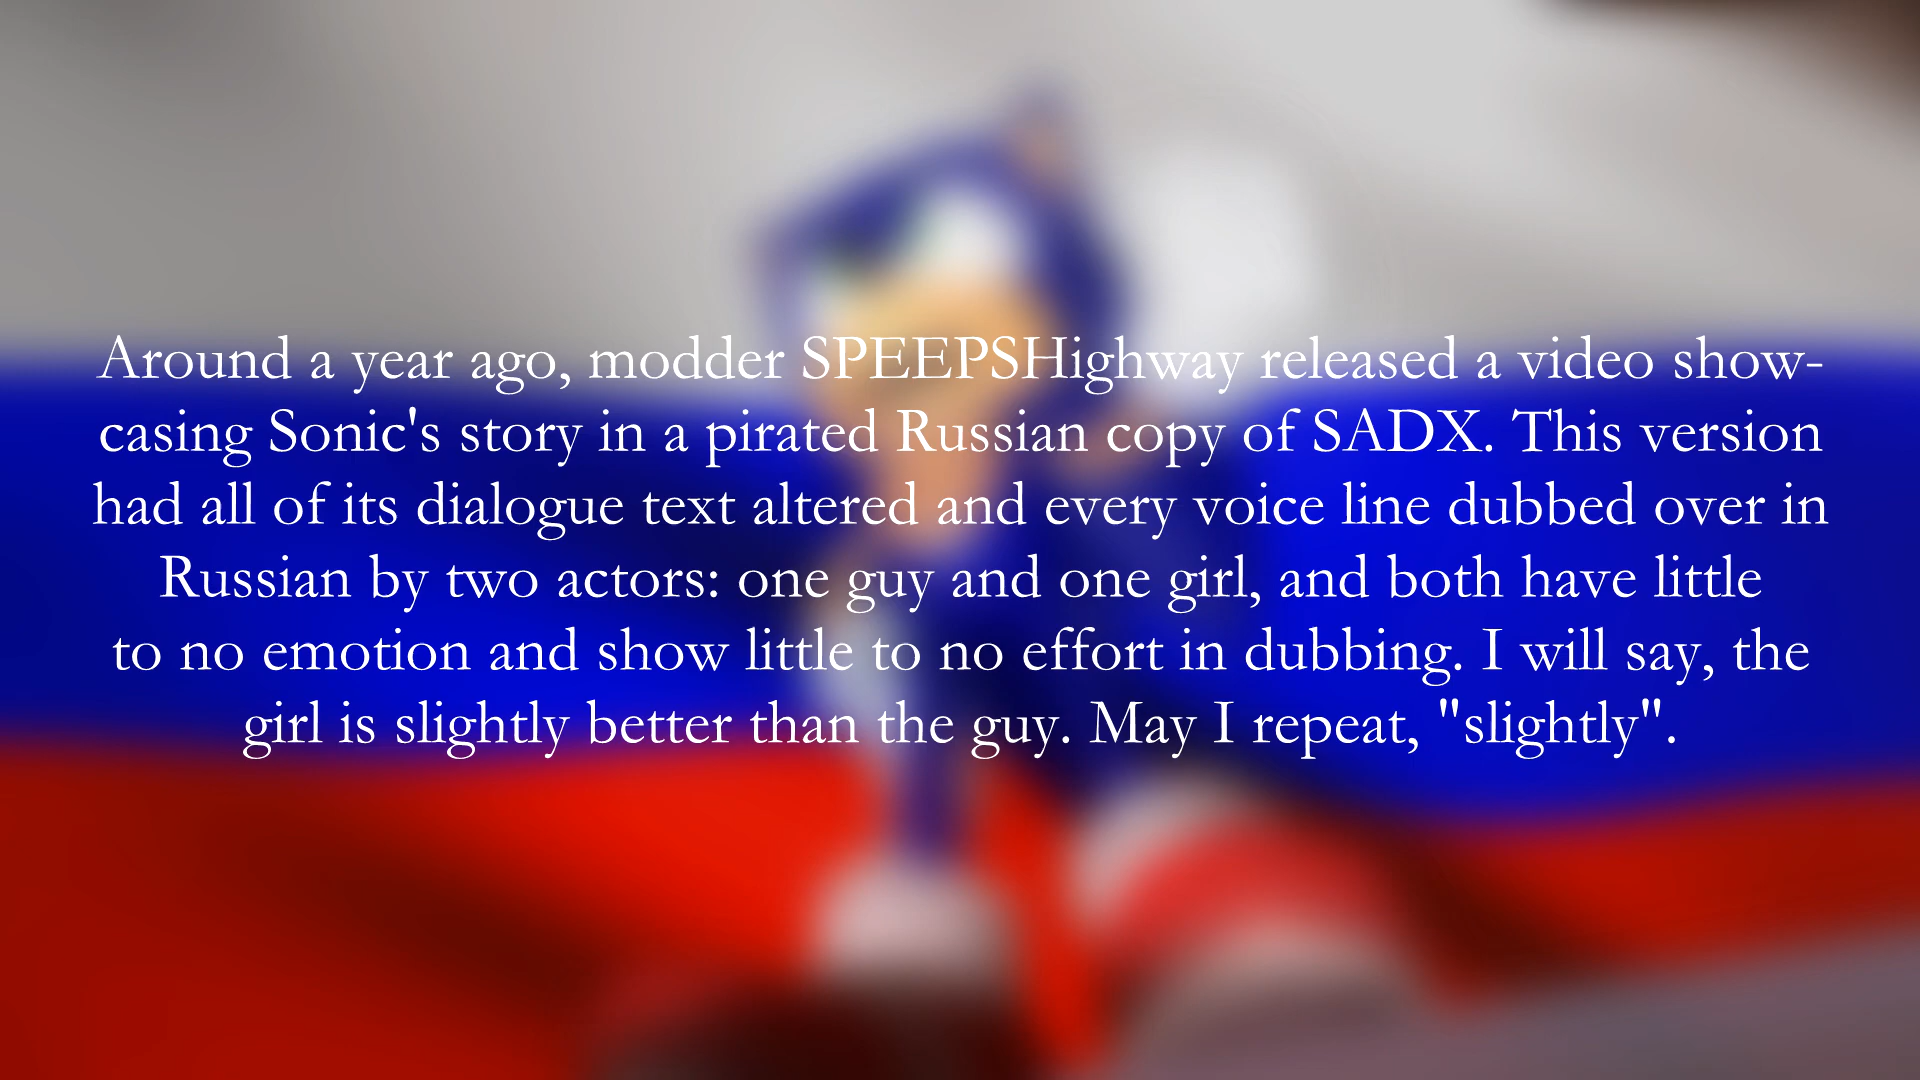 Around a year ago, modder SPEEPSHighway released a video show-
casing Sonic's story in a pirated Russian copy of SADX. This version
had all of its dialogue text altered and every voice line dubbed over in
Russian by two actors: one guy and one girl, and both have little
to no emotion and show little to no effort in dubbing. I will say, the
girl is slightly better than the guy. May I repeat, "slightly".